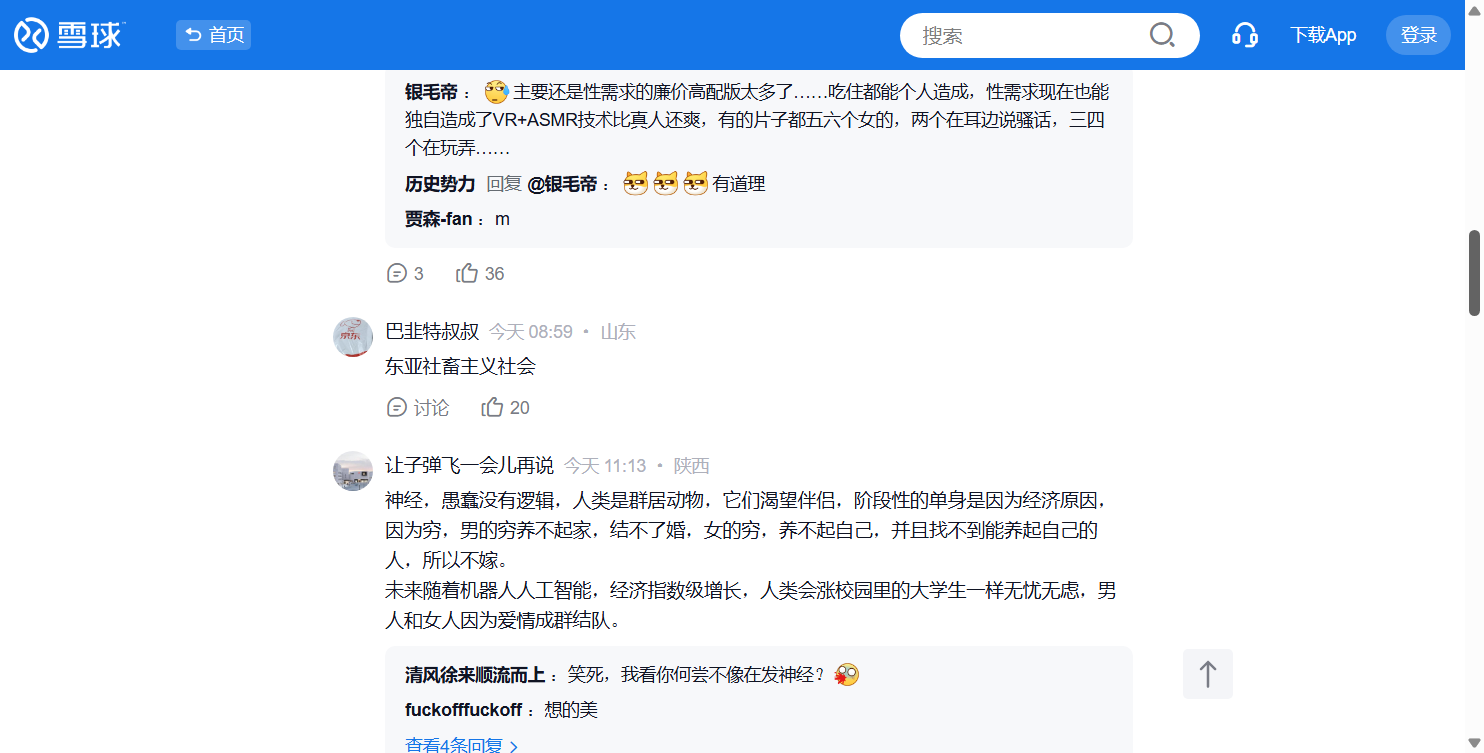 雪球
首页
搜索
下载App
登录
银毛帝： 主要还是性需求的廉价高配版太多了……吃住都能个人造成，性需求现在也能
独自造成了VR+ASMR技术比真人还爽，有的片子都五六个女的，两个在耳边说骚话，三四
个在玩弄……
历史势力 回复 @银毛帝： 有道理
贾森-fan： m
3 36
巴韭特叔叔 今天 08:59 · 山东
东亚社畜主义社会
讨论 20
让子弹飞一会儿再说 今天 11:13 · 陕西
神经，愚蠢没有逻辑，人类是群居动物，它们渴望伴侣，阶段性的单身是因为经济原因，
因为穷，男的穷养不起家，结不了婚，女的穷，养不起自己，并且找不到能养起自己的
人，所以不嫁。
未来随着机器人人工智能，经济指数级增长，人类会涨校园里的大学生一样无忧无虑，男
人和女人因为爱情成群结队。
清风徐来顺流而上： 笑死，我看你何尝不像在发神经？
fuckofffuckoff： 想的美
查看4条回复